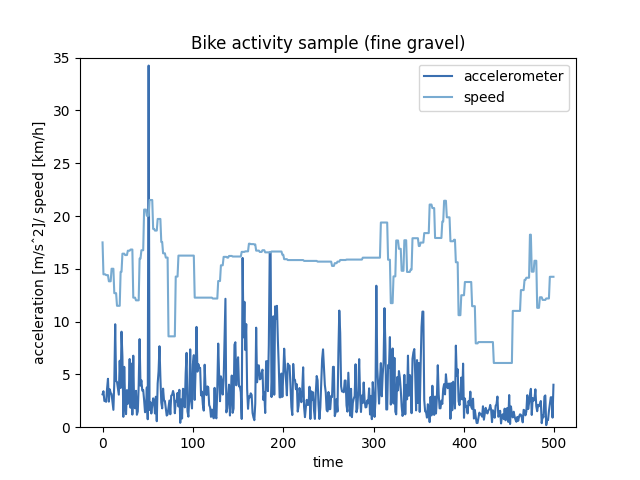 Bike activity sample (fine gravel)
accelerometer
speed
acceleration [m/s^2]/ speed [km/h]
35
30
25
20
15
10
5
0
0 100 200 300 400 500
time